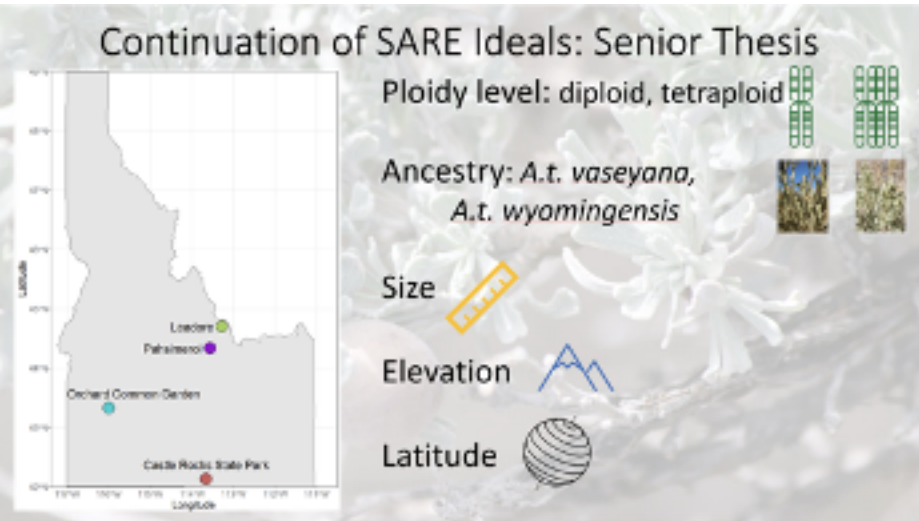 Continuation of SARE Ideals: Senior Thesis
Ploidy level: diploid, tetraploid
Ancestry: A.t. vaseyana,
A.t. wyomingensis
Size
Elevation
Latitude
Latitude
Leadore
Pahsimeroi
Orchard Common Garden
Castle Rocks State Park
Longitude